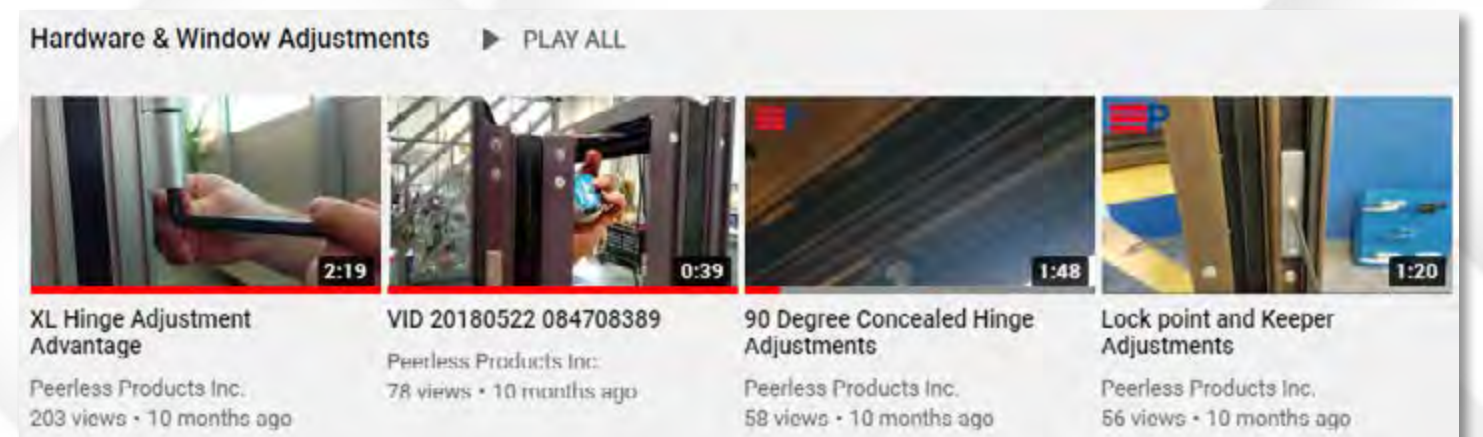 Hardware & Window Adjustments PLAY ALL
2:19
0:39
1:48
1:20
XL Hinge Adjustment
Advantage
Peerless Products Inc.
203 views • 10 months ago
VID 20180522 084708389
Peerless Products Inc.
78 views • 10 months ago
90 Degree Concealed Hinge
Adjustments
Peerless Products Inc.
58 views • 10 months ago
Lock point and Keeper
Adjustments
Peerless Products Inc.
56 views • 10 months ago